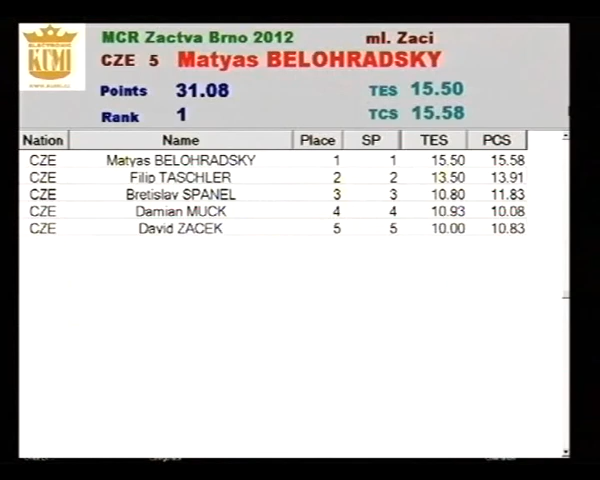 ELECTRONIC
KOMI
MCR Zactva Brno 2012 ml. Zaci
CZE 5 Matyas BELOHRADSKY
Points 31.08 TES 15.50
Rank 1 TCS 15.58
Nation Name Place SP TES PCS
CZE Matyas BELOHRADSKY 1 1 15.50 15.58
CZE Filip TASCHLER 2 2 13.50 13.91
CZE Bretislav SPANEL 3 3 10.80 11.83
CZE Damian MUCK 4 4 10.93 10.08
CZE David ZACEK 5 5 10.00 10.83